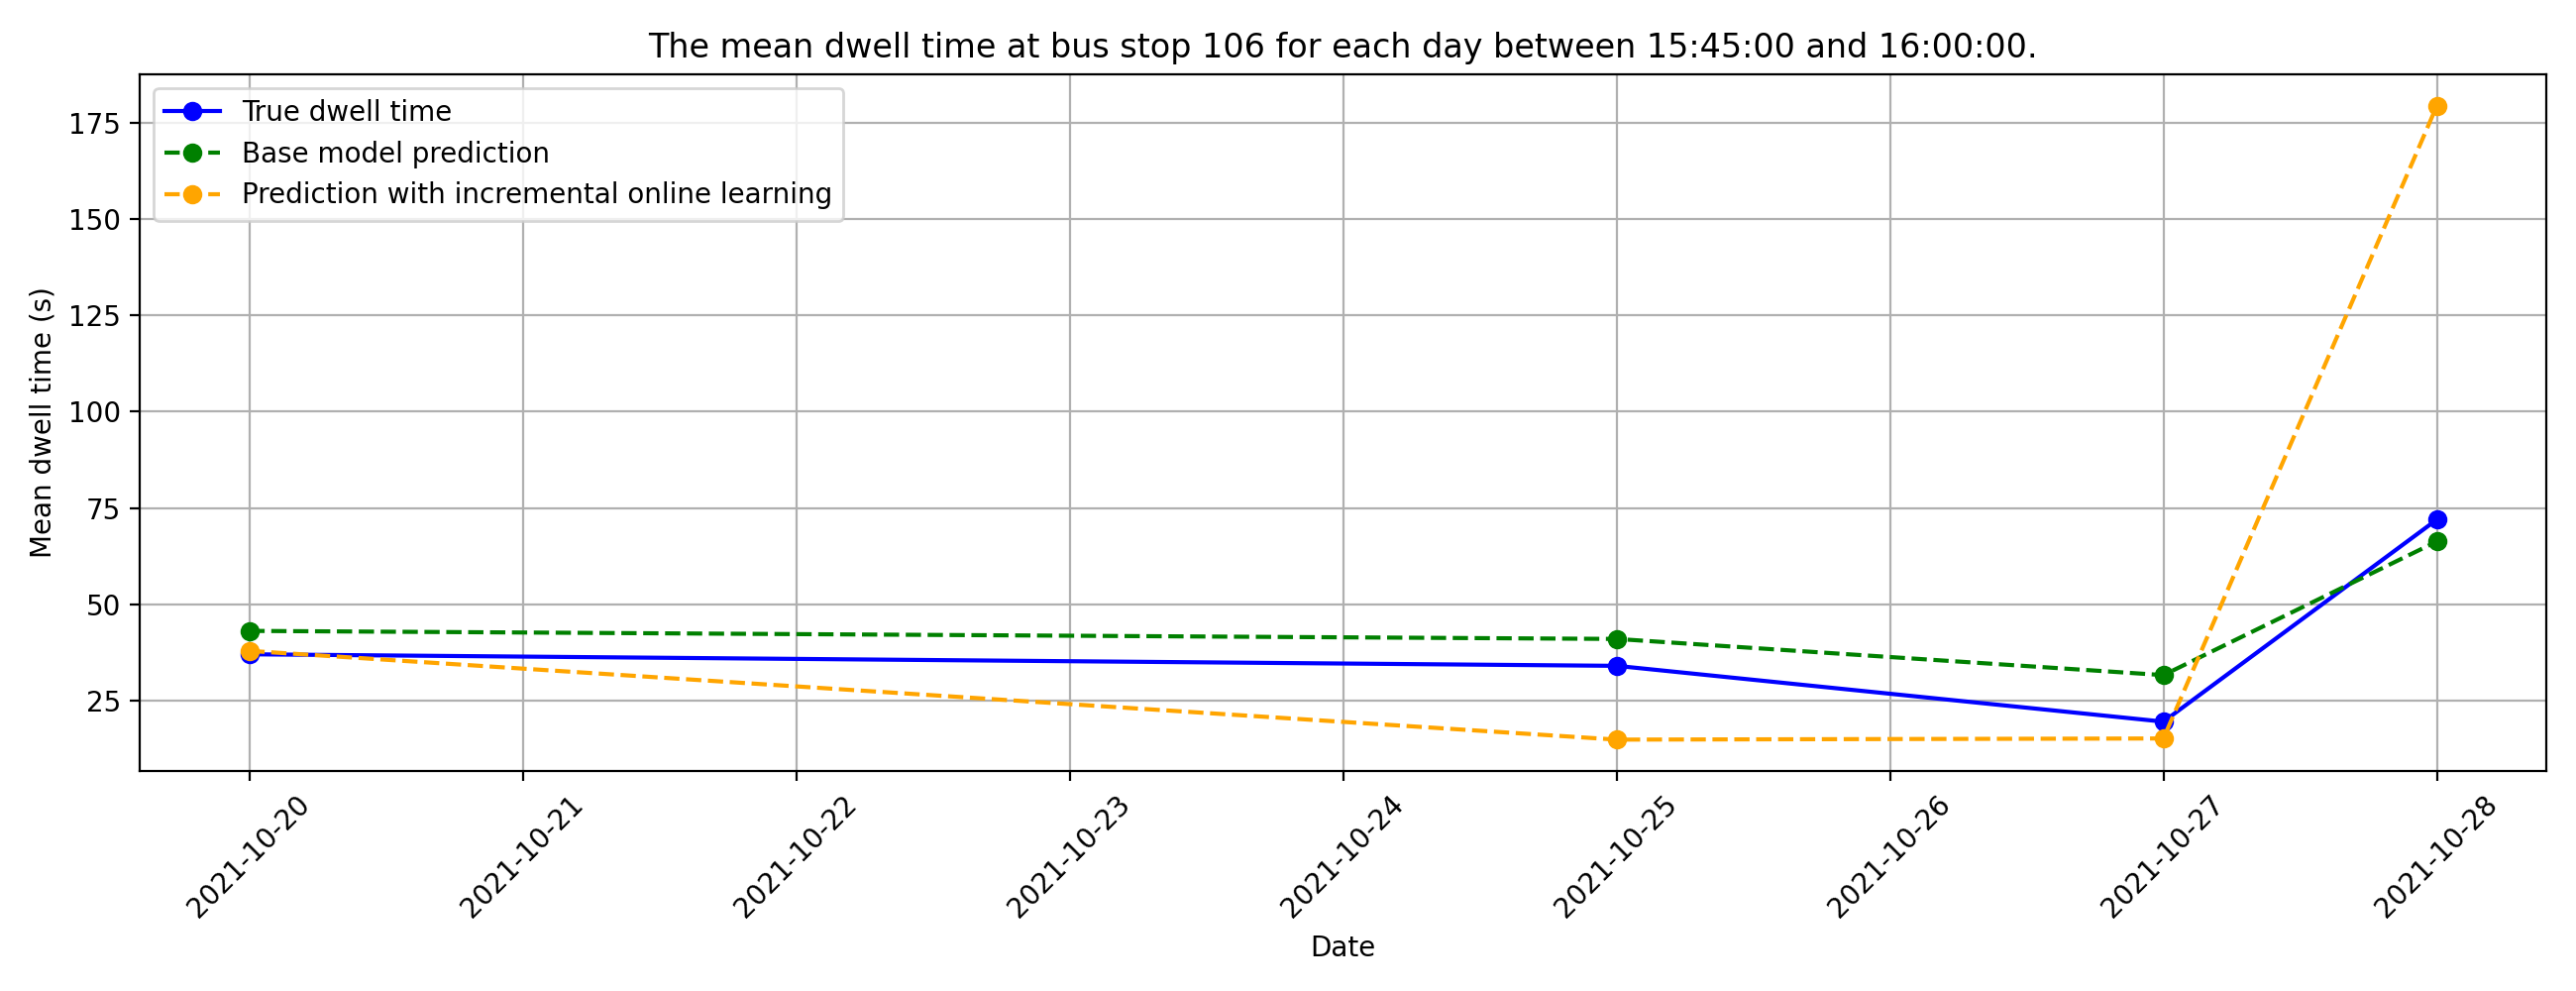 The mean dwell time at bus stop 106 for each day between 15:45:00 and 16:00:00.
True dwell time
Base model prediction
Prediction with incremental online learning
Mean dwell time (s)
175
150
125
100
75
50
25
2021-10-20
2021-10-21
2021-10-22
2021-10-23
2021-10-24
2021-10-25
2021-10-26
2021-10-27
2021-10-28
Date